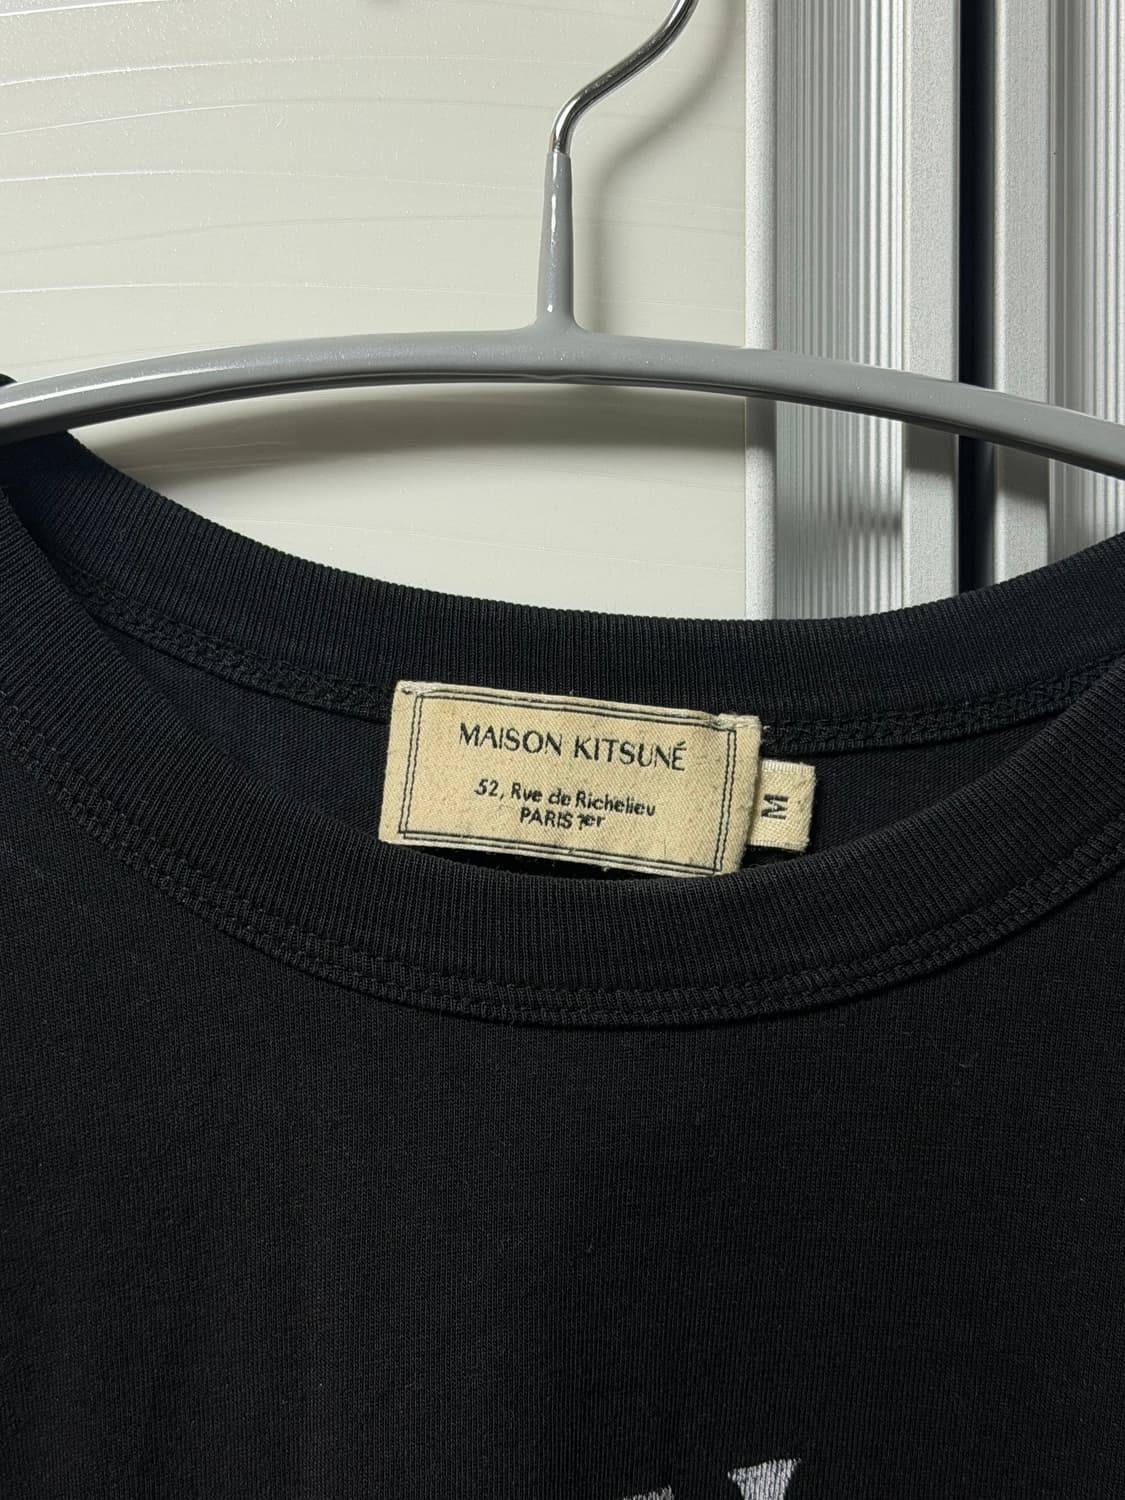 MAISON KITSUNÉ
52, Rue de Richelieu
PARIS 1er
M